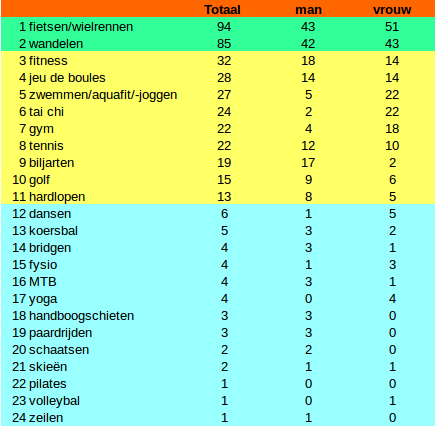 Totaal man vrouw
1 fietsen/wielrennen 94 43 51
2 wandelen 85 42 43
3 fitness 32 18 14
4 jeu de boules 28 14 14
5 zwemmen/aquafit/-joggen 27 5 22
6 tai chi 24 2 22
7 gym 22 4 18
8 tennis 22 12 10
9 biljarten 19 17 2
10 golf 15 9 6
11 hardlopen 13 8 5
12 dansen 6 1 5
13 koersbal 5 3 2
14 bridgen 4 3 1
15 fysio 4 1 3
16 MTB 4 3 1
17 yoga 4 0 4
18 handboogschieten 3 3 0
19 paardrijden 3 3 0
20 schaatsen 2 2 0
21 skieën 2 1 1
22 pilates 1 0 0
23 volleybal 1 0 1
24 zeilen 1 1 0